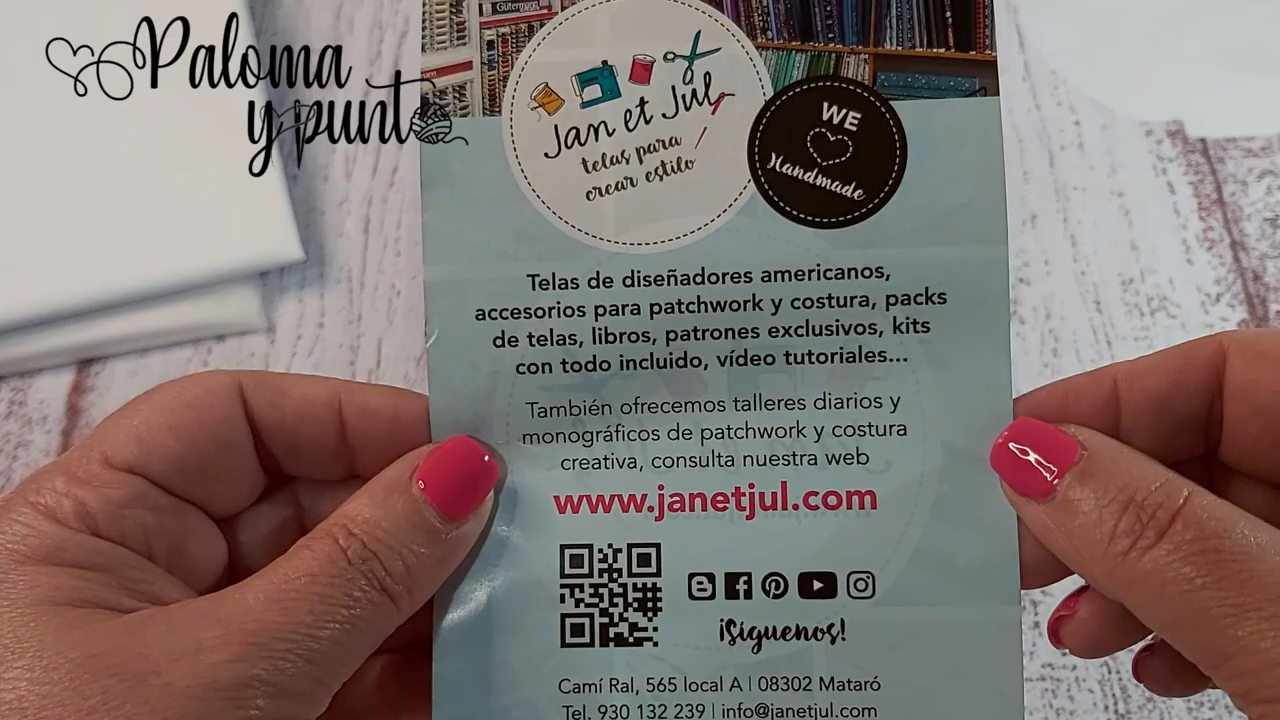 Paloma
y punto
Gütermann
Jan et Jul
telas para
crear estilo
WE
Handmade
Telas de diseñadores americanos,
accesorios para patchwork y costura, packs
de telas, libros, patrones exclusivos, kits
con todo incluido, vídeo tutoriales...
También ofrecemos talleres diarios y
monográficos de patchwork y costura
creativa, consulta nuestra web
www.janetjul.com
¡Síguenos!
Camí Ral, 565 local A | 08302 Mataró
Tel. 930 132 239 | info@janetjul.com